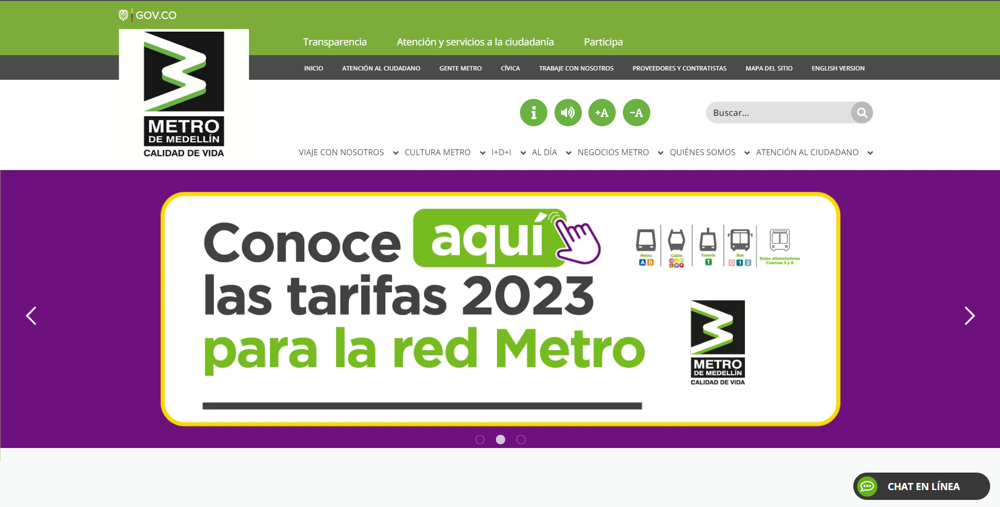 GOV.CO
Transparencia Atención y servicios a la ciudadanía Participa
INICIO ATENCIÓN AL CIUDADANO GENTE METRO CÍVICA TRABAJE CON NOSOTROS PROVEEDORES Y CONTRATISTAS MAPA DEL SITIO ENGLISH VERSION
METRO
DE MEDELLÍN
CALIDAD DE VIDA
i +A -A Buscar...
VIAJE CON NOSOTROS CULTURA METRO I+D+I AL DÍA NEGOCIOS METRO QUIÉNES SOMOS ATENCIÓN AL CIUDADANO
Conoce aquí
las tarifas 2023
para la red Metro
Metro Cable Tranvía Bus Rutas alimentadoras
Cuencas 3 y 6
A B H J K T O 1 2
L M P
METRO
DE MEDELLÍN
CALIDAD DE VIDA
CHAT EN LÍNEA